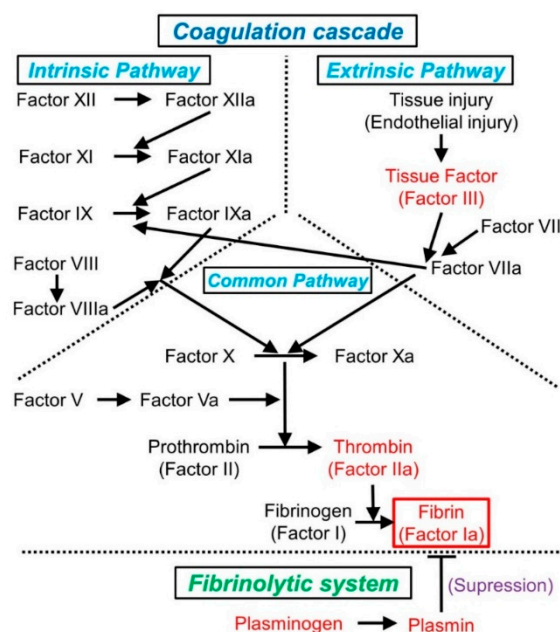 Coagulation cascade
Intrinsic Pathway
Extrinsic Pathway
Factor XII
Factor XIIa
Tissue injury
(Endothelial injury)
Factor XI
Factor XIa
Tissue Factor
(Factor III)
Factor IX
Factor IXa
Factor VII
Factor VIII
Factor VIIa
Common Pathway
Factor VIIIa
Factor X
Factor Xa
Factor V
Factor Va
Prothrombin
(Factor II)
Thrombin
(Factor IIa)
Fibrinogen
(Factor I)
Fibrin
(Factor Ia)
Fibrinolytic system
(Supression)
Plasminogen
Plasmin